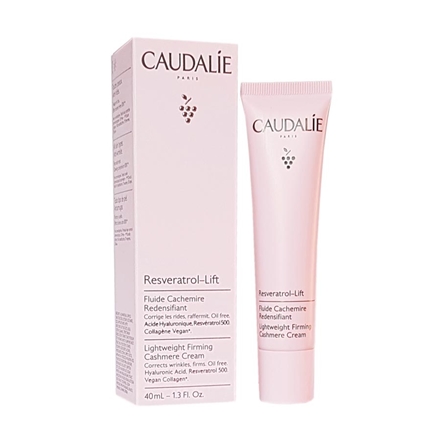 CAUDALÍE
PARIS
Resveratrol–Lift
Fluide Cachemire
Redensifiant
Corrige les rides, raffermit, Oil free,
Acide Hyaluronique, Resvératrol 500,
Collagène Vegan*.
Lightweight Firming
Cashmere Cream
Corrects wrinkles, firms, Oil free,
Hyaluronic Acid, Resveratrol 500,
Vegan Collagen*.
40mL – 1.3 Fl. Oz.
CAUDALÍE
PARIS
Resveratrol–Lift
Fluide Cachemire
Redensifiant
Lightweight Firming
Cashmere Cream